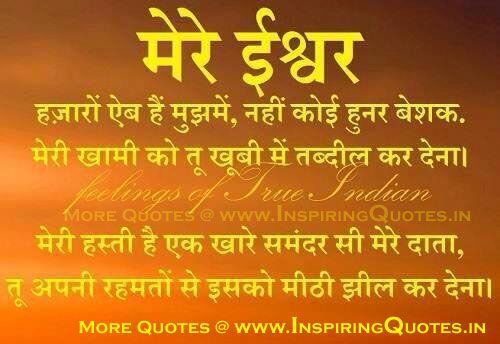 मेरे ईश्वर
हज़ारों ऐब हैं मुझमें, नहीं कोई हुनर बेशक.
मेरी खामी को तू खूबी में तब्दील कर देना।
feelings of True Indian
MORE QUOTES @ WWW.INSPIRINGQUOTES.IN
मेरी हस्ती है एक खारे समंदर सी मेरे दाता,
तू अपनी रहमतों से इसको मीठी झील कर देना।
MORE QUOTES @ WWW.INSPIRINGQUOTES.IN